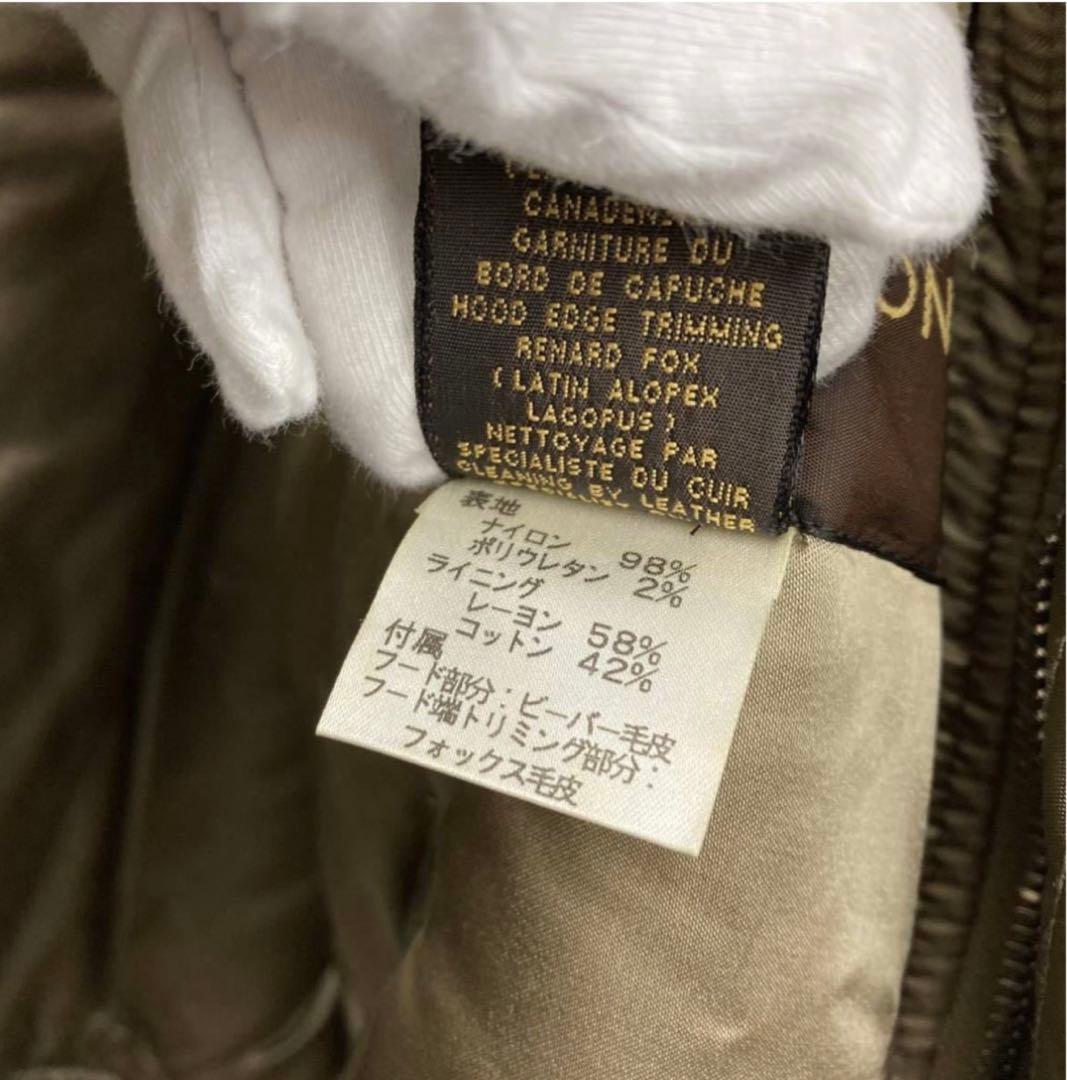 GARNITURE DU
BORD DE CAPUCHE
HOOD EDGE TRIMMING
RENARD FOX
( LATIN ALOPEX
LAGOPUS )
NETTOYAGE PAR
SPECIALISTE DU CUIR
CLEANING BY LEATHER
ON
表地
ナイロン 98%
ポリウレタン 2%
ライニング
レーヨン 58%
コットン 42%
付属
フード部分：ビーバー毛皮
フード端トリミング部分：
フォックス毛皮